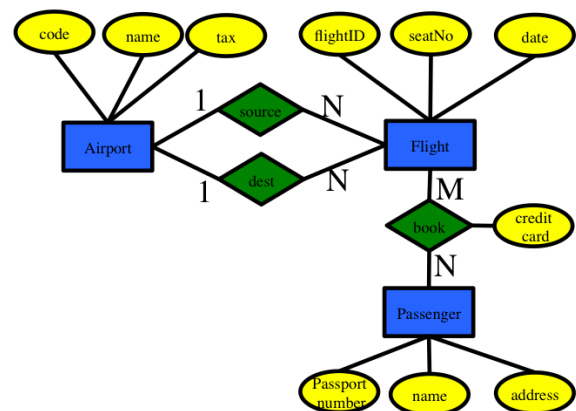 code
name
tax
flightID
seatNo
date
1
source
N
Airport
Flight
1
dest
N
M
book
credit
card
N
Passenger
Passport
number
name
address